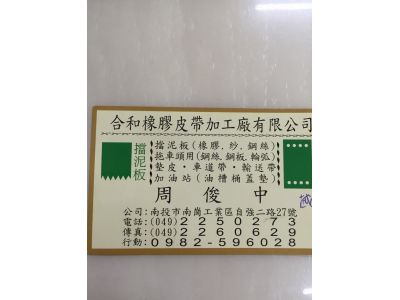 合和橡膠皮帶加工廠有限公司
擋泥板
擋泥板(橡膠.紗.鋼絲)
拖車頭用(鋼絲.鋼板.輪弧)
墊皮·車道帶·輸送帶
加油站(油槽桶蓋墊)
周俊中
公司:南投市南崗工業區自強二路27號
電話:(049)2250273
傳真:(049)2260629
行動:0982-596028